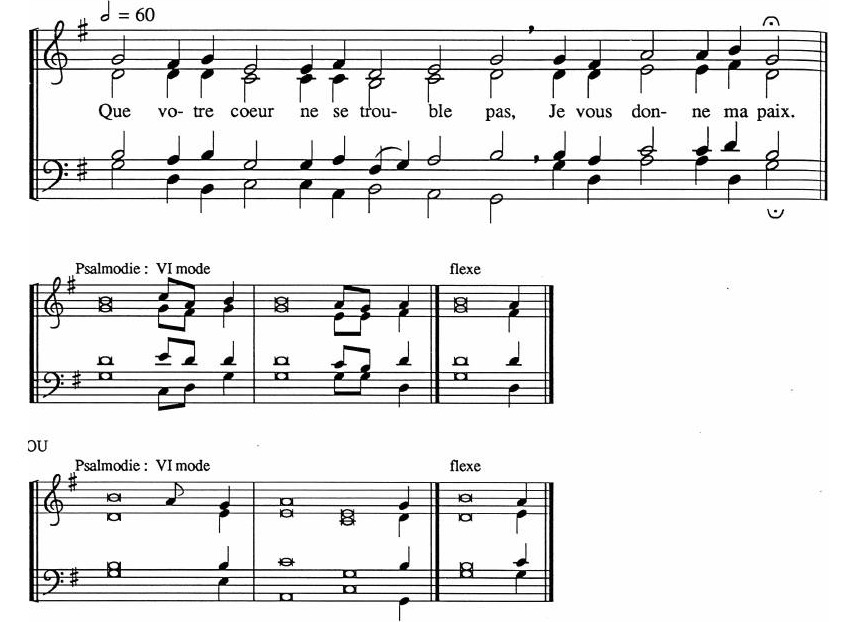 = 60
Que vo- tre coeur ne se trou- ble pas, Je vous don- ne ma paix.
Psalmodie : VI mode flexe
OU
Psalmodie : VI mode flexe